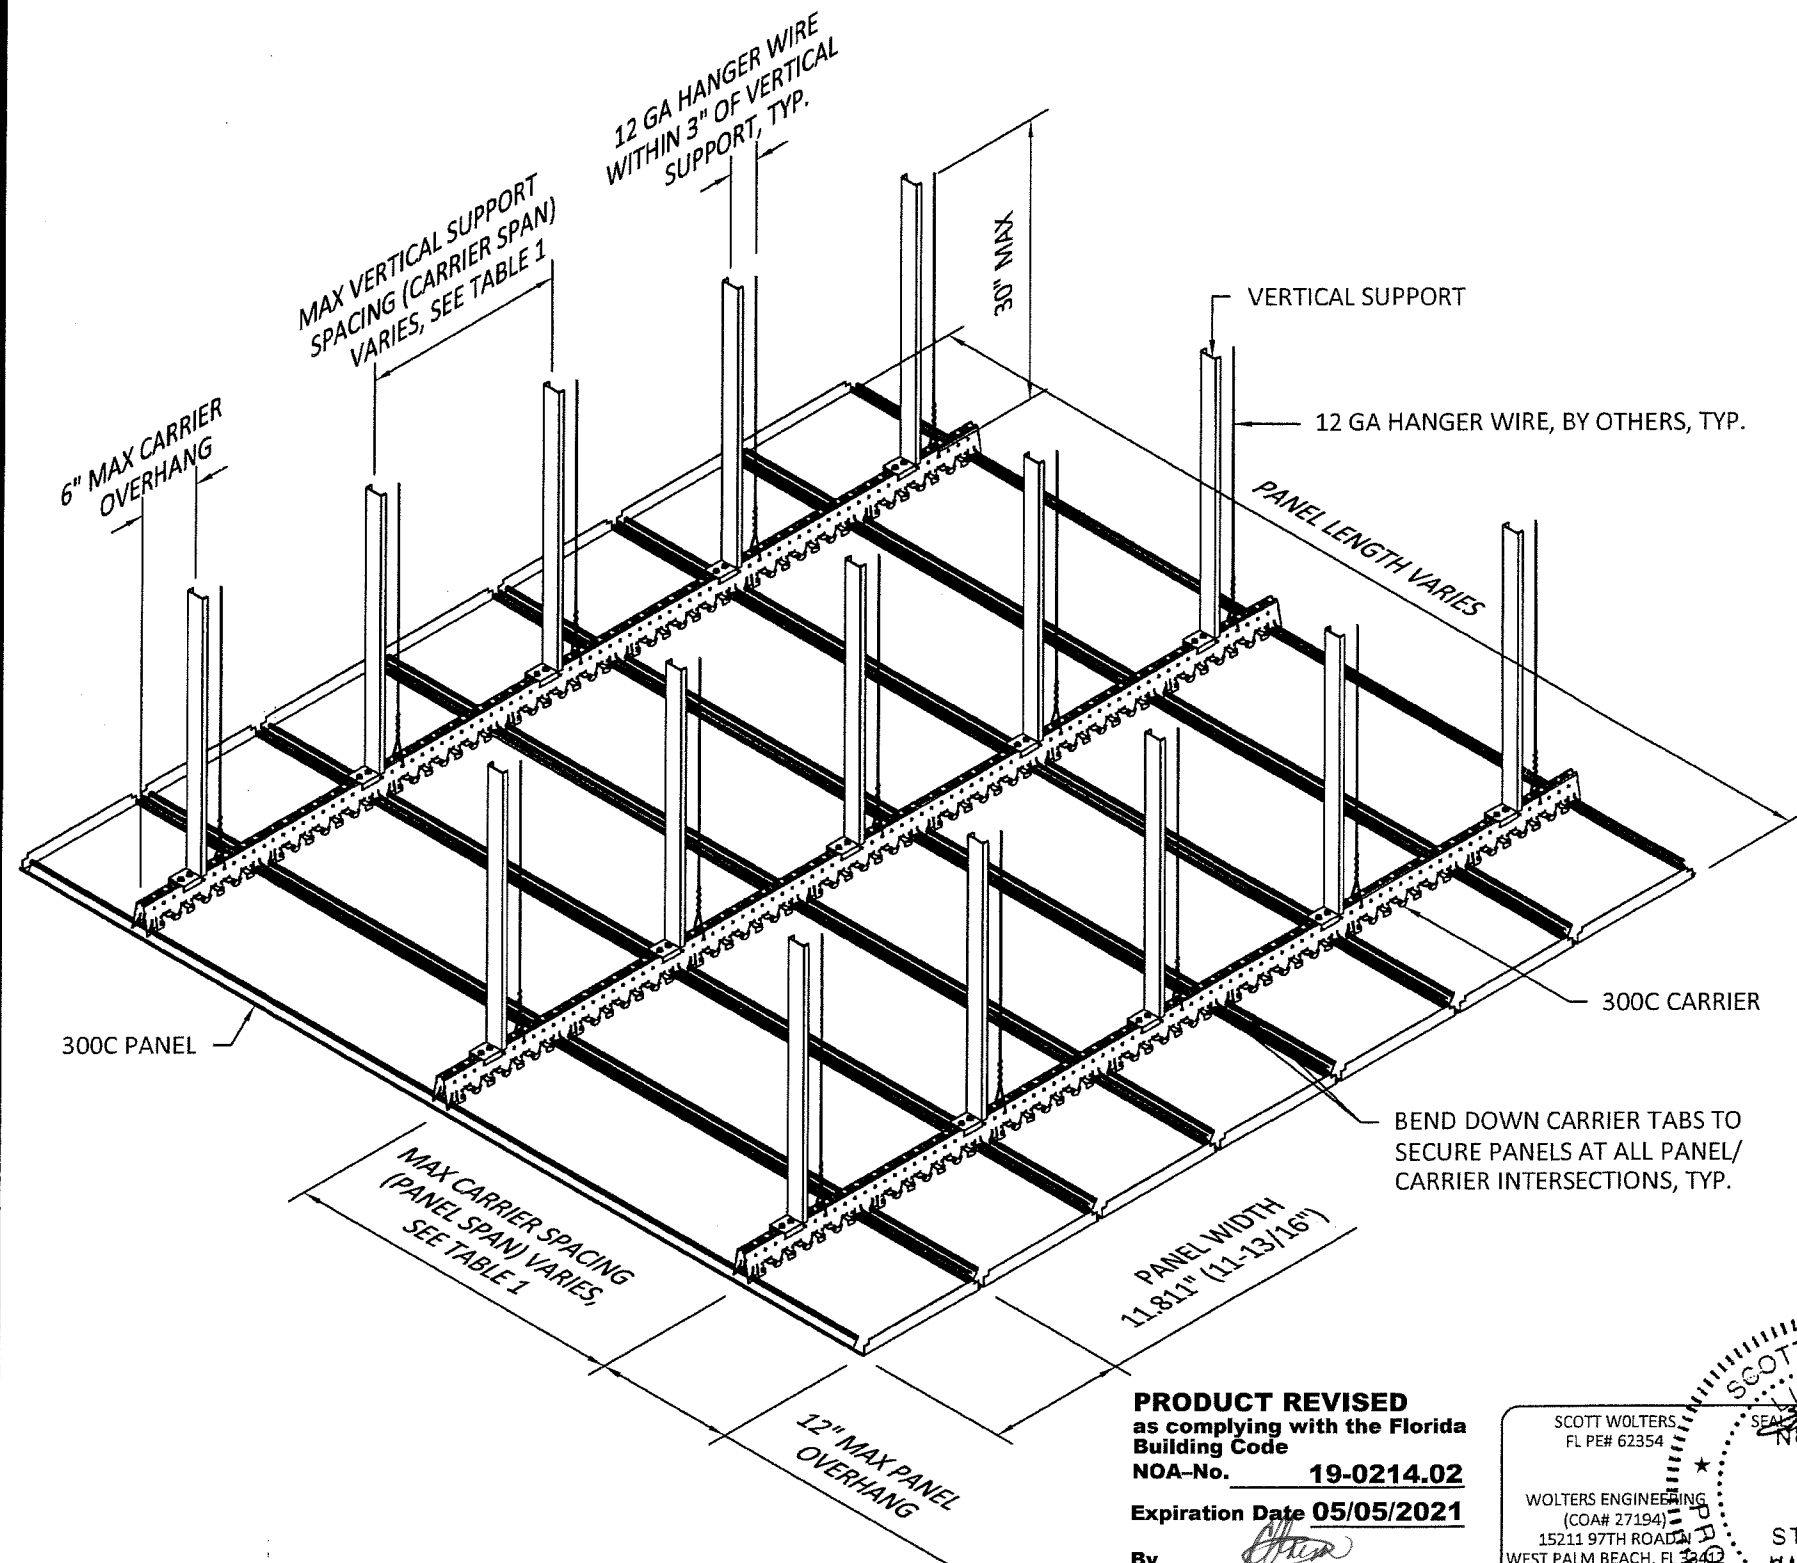 12 GA HANGER WIRE
WITHIN 3" OF VERTICAL
SUPPORT, TYP.
MAX VERTICAL SUPPORT
SPACING (CARRIER SPAN)
VARIES, SEE TABLE 1
30" MAX
VERTICAL SUPPORT
6" MAX CARRIER
OVERHANG
12 GA HANGER WIRE, BY OTHERS, TYP.
PANEL LENGTH VARIES
300C PANEL
300C CARRIER
BEND DOWN CARRIER TABS TO
SECURE PANELS AT ALL PANEL/
CARRIER INTERSECTIONS, TYP.
MAX CARRIER SPACING
(PANEL SPAN) VARIES,
SEE TABLE 1
PANEL WIDTH
11.811" (11-13/16")
12" MAX PANEL
OVERHANG
PRODUCT REVISED
as complying with the Florida
Building Code
NOA-No. 19-0214.02
Expiration Date 05/05/2021
By
SCOTT WOLTERS
FL PE# 62354
WOLTERS ENGINEERING
(COA# 27194)
15211 97TH ROAD N
WEST PALM BEACH, FL 33412
SCOT
PRO